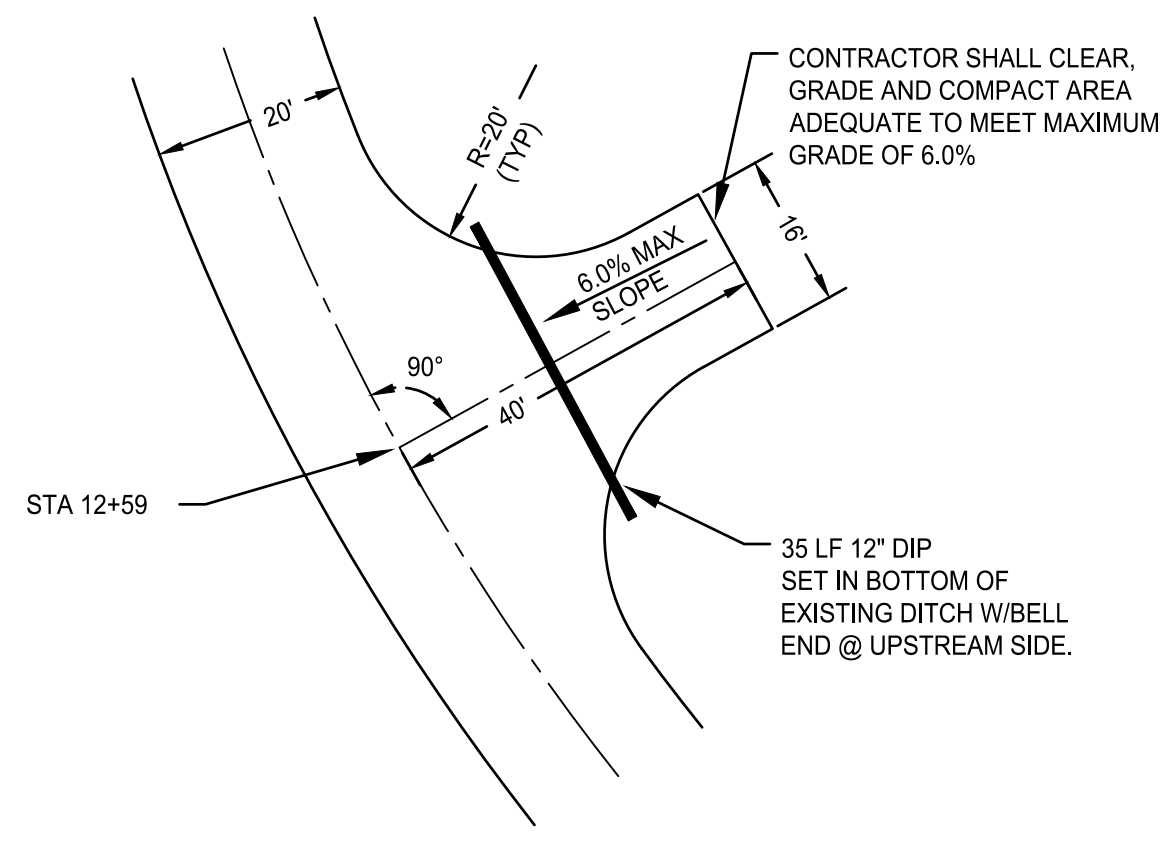 CONTRACTOR SHALL CLEAR,
GRADE AND COMPACT AREA
ADEQUATE TO MEET MAXIMUM
GRADE OF 6.0%
20'
R=20'
(TYP)
16'
6.0% MAX
SLOPE
90°
40'
STA 12+59
35 LF 12" DIP
SET IN BOTTOM OF
EXISTING DITCH W/BELL
END @ UPSTREAM SIDE.